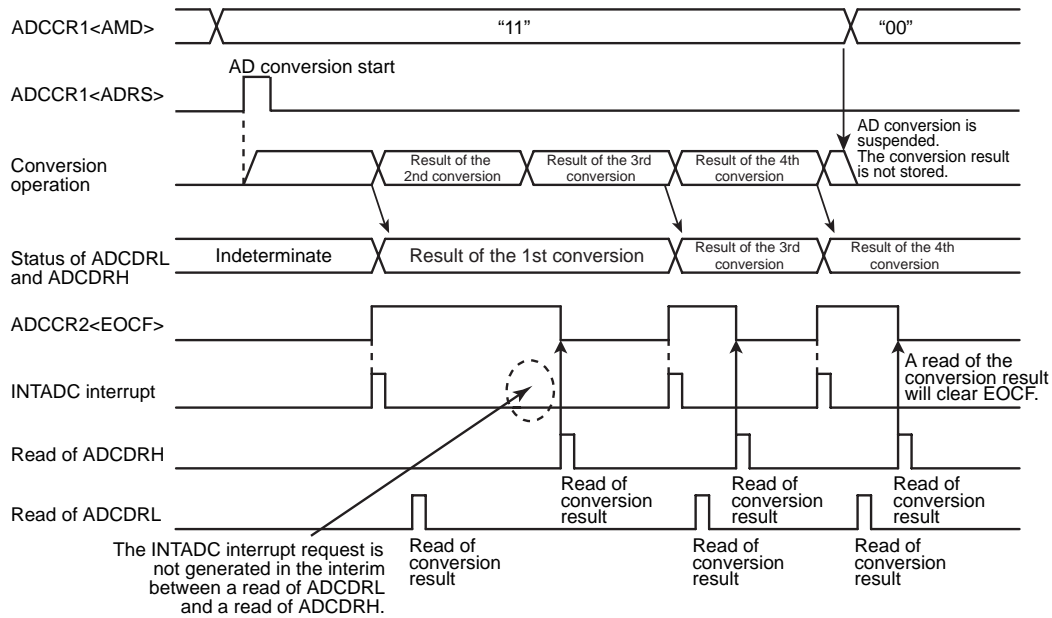 ADCCR1<AMD>
“11”
“00”
AD conversion start
ADCCR1<ADRS>
AD conversion is
suspended.
The conversion result
is not stored.
Conversion
operation
Result of the
2nd conversion
Result of the 3rd
conversion
Result of the 4th
conversion
Status of ADCDRL
and ADCDRH
Indeterminate
Result of the 1st conversion
Result of the 3rd
conversion
Result of the 4th
conversion
ADCCR2<EOCF>
A read of the
conversion result
will clear EOCF.
INTADC interrupt
Read of ADCDRH
Read of
conversion
result
Read of
conversion
result
Read of
conversion
result
Read of ADCDRL
Read of
conversion
result
Read of
conversion
result
Read of
conversion
result
The INTADC interrupt request is
not generated in the interim
between a read of ADCDRL
and a read of ADCDRH.